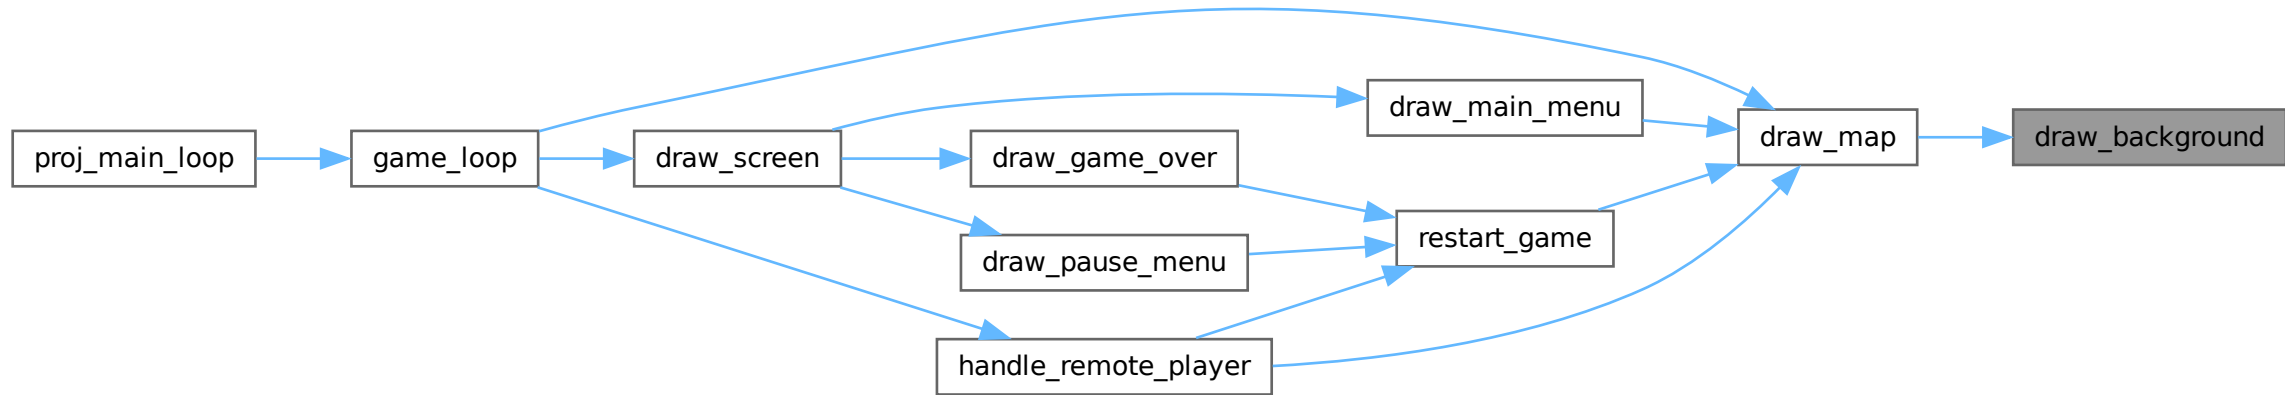 proj_main_loop
game_loop
draw_screen
draw_main_menu
draw_game_over
draw_pause_menu
handle_remote_player
restart_game
draw_map
draw_background